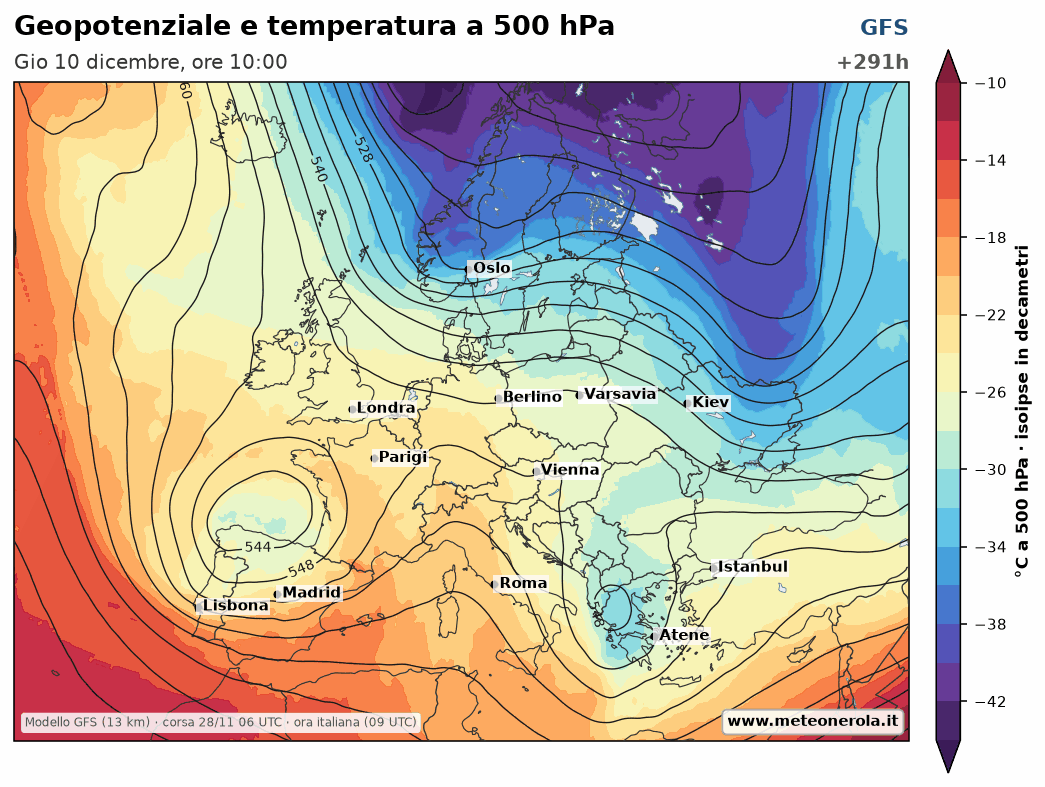 Geopotenziale e temperatura a 500 hPa
GFS
Gio 10 dicembre, ore 10:00
+291h
60
528
540
Oslo
Berlino
Varsavia
Kiev
Londra
Parigi
Vienna
544
548
Istanbul
Roma
Madrid
Lisbona
Atene
Modello GFS (13 km) · corsa 28/11 06 UTC · ora italiana (09 UTC)
www.meteonerola.it
−10
−14
−18
−22
−26
−30
−34
−38
−42
°C a 500 hPa · isoipse in decametri